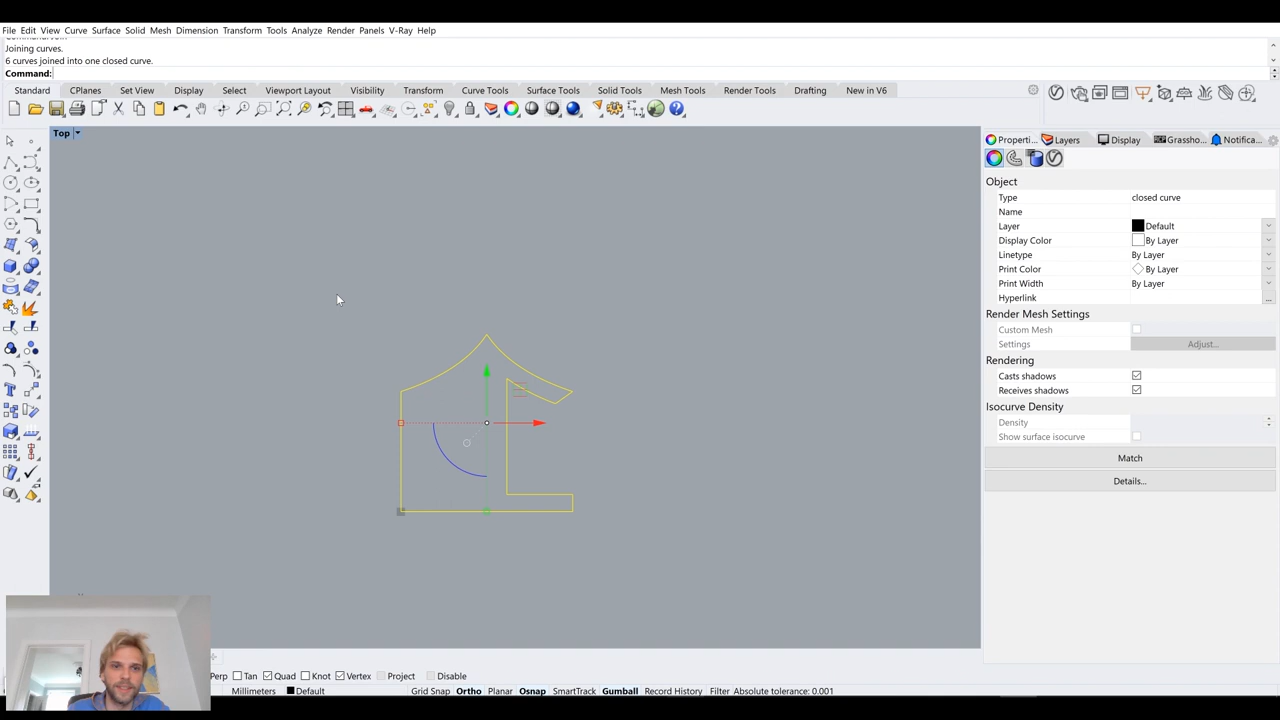 File Edit View Curve Surface Solid Mesh Dimension Transform Tools Analyze Render Panels V-Ray Help
Joining curves.
6 curves joined into one closed curve.
Command:
Standard CPlanes Set View Display Select Viewport Layout Visibility Transform Curve Tools Surface Tools Solid Tools Mesh Tools Render Tools Drafting New in V6
Top
Properti... Layers Display Grassho... Notifica...
Object
Type closed curve
Name
Layer Default
Display Color By Layer
Linetype By Layer
Print Color By Layer
Print Width By Layer
Hyperlink ...
Render Mesh Settings
Custom Mesh
Settings Adjust...
Rendering
Casts shadows
Receives shadows
Isocurve Density
Density
Show surface isocurve
Match
Details...
Perp Tan Quad Knot Vertex Project Disable
Millimeters Default Grid Snap Ortho Planar Osnap SmartTrack Gumball Record History Filter Absolute tolerance: 0.001